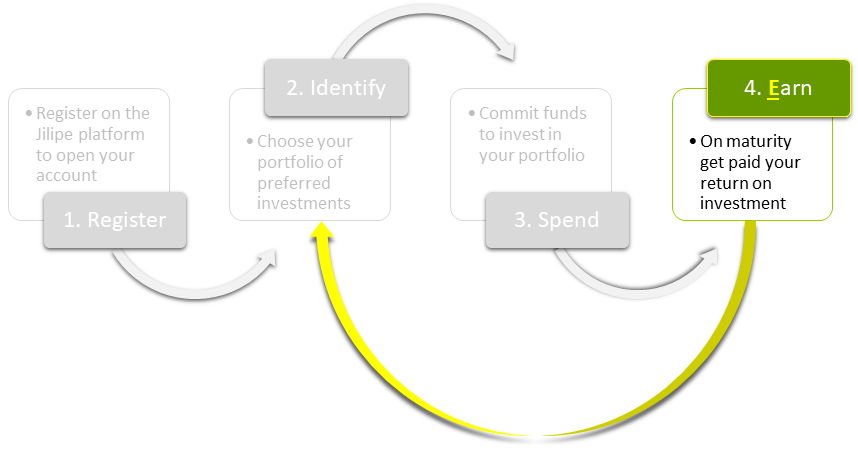 • Register on the
Jilipe platform
to open your
account
1. Register
2. Identify
• Choose your
portfolio of
preferred
investments
• Commit funds
to invest in
your portfolio
3. Spend
4. Earn
• On maturity
get paid your
return on
investment